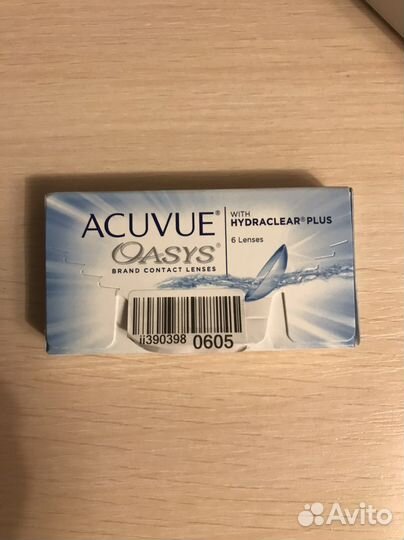 ACUVUE®
OASYS®
BRAND CONTACT LENSES
WITH
HYDRACLEAR® PLUS
6 Lenses
ii390398 0605
Avito